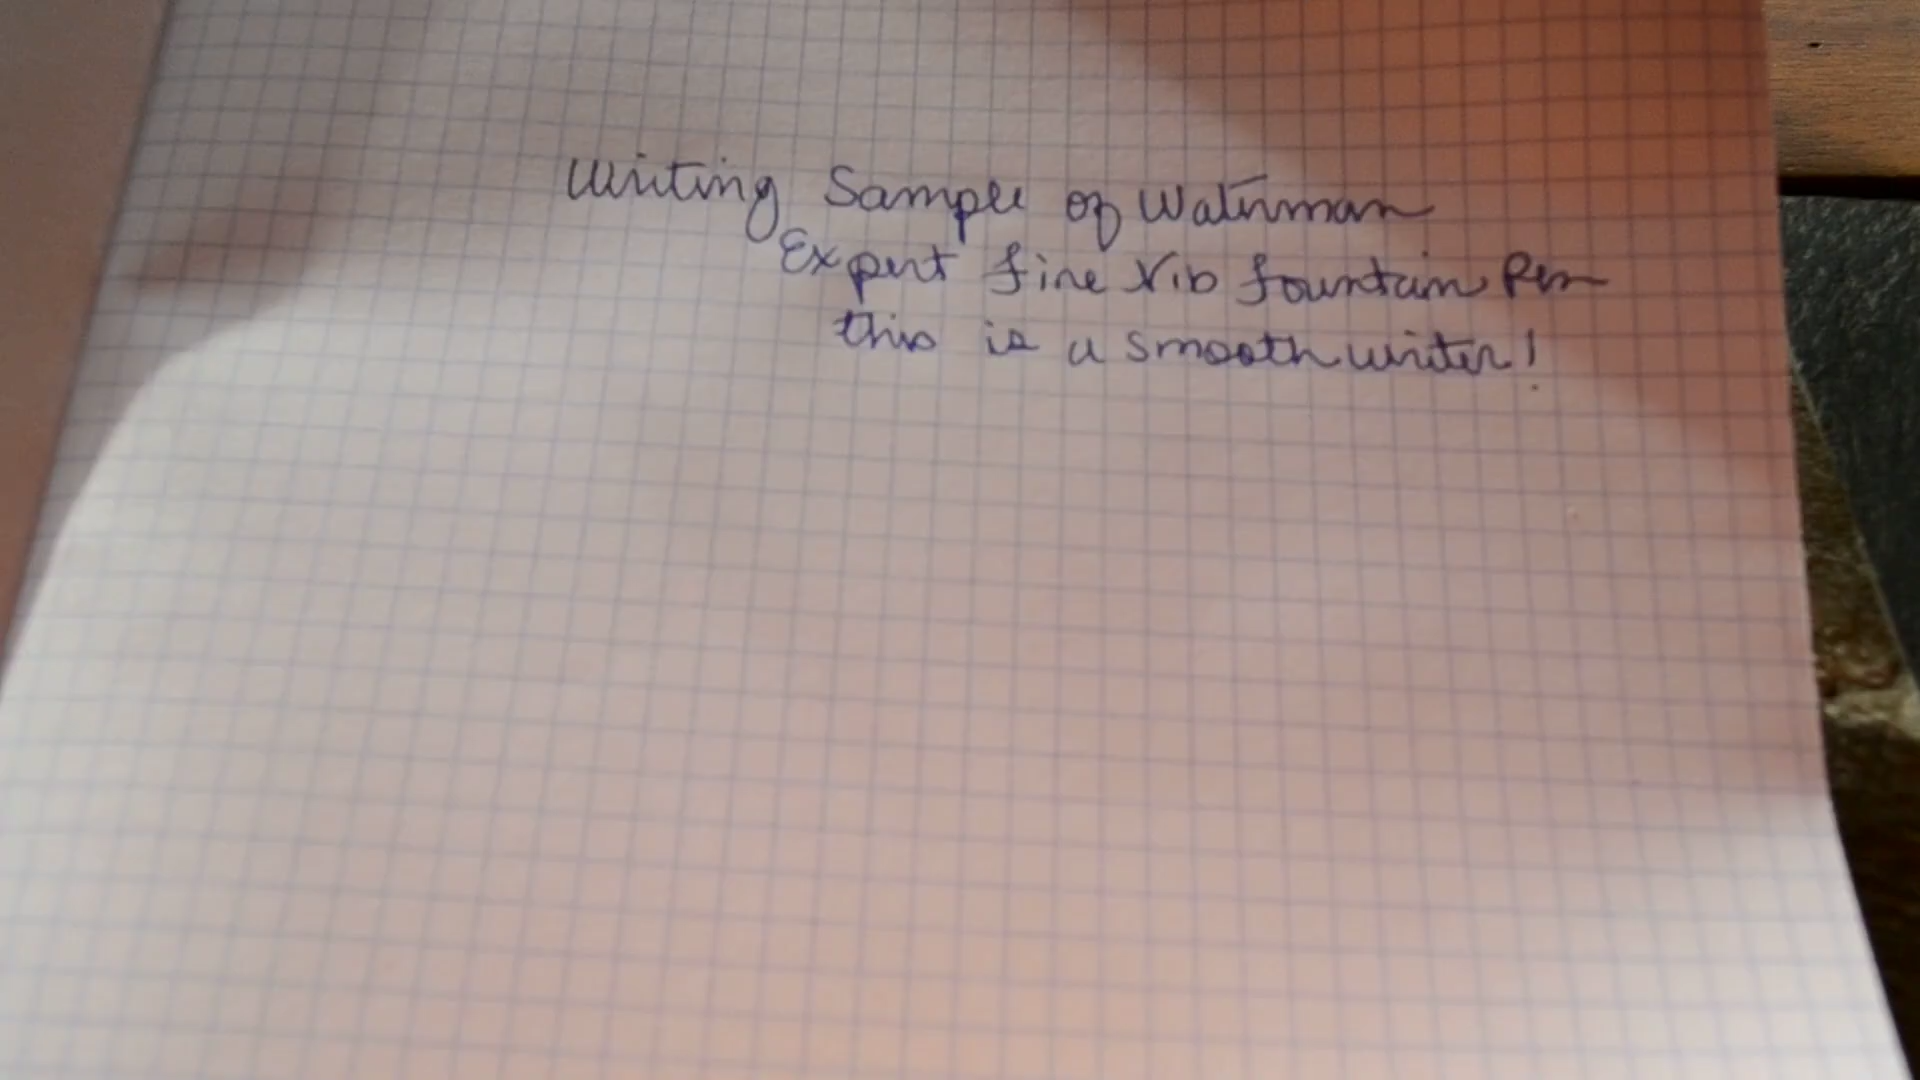 Writing Sample of Waterman
Expert fine Nib fountain Pen
this is a smooth writer!